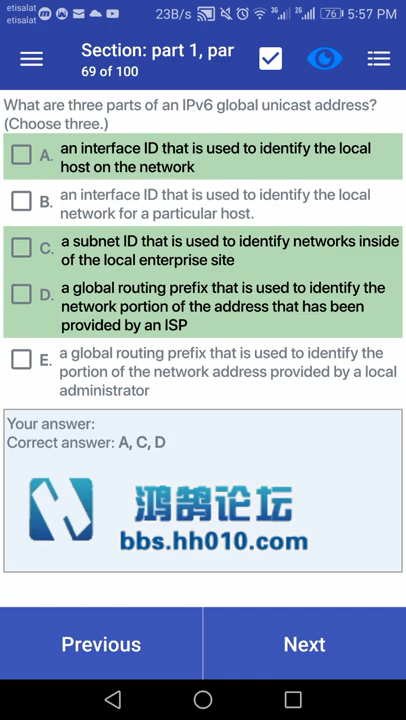 etisalat
etisalat
23B/s
3G
2G
76
5:57 PM
Section: part 1, par
69 of 100
What are three parts of an IPv6 global unicast address?
(Choose three.)
A. an interface ID that is used to identify the local
host on the network
B. an interface ID that is used to identify the local
network for a particular host.
C. a subnet ID that is used to identify networks inside
of the local enterprise site
D. a global routing prefix that is used to identify the
network portion of the address that has been
provided by an ISP
E. a global routing prefix that is used to identify the
portion of the network address provided by a local
administrator
Your answer:
Correct answer: A, C, D
鸿鹄论坛
bbs.hh010.com
Previous
Next